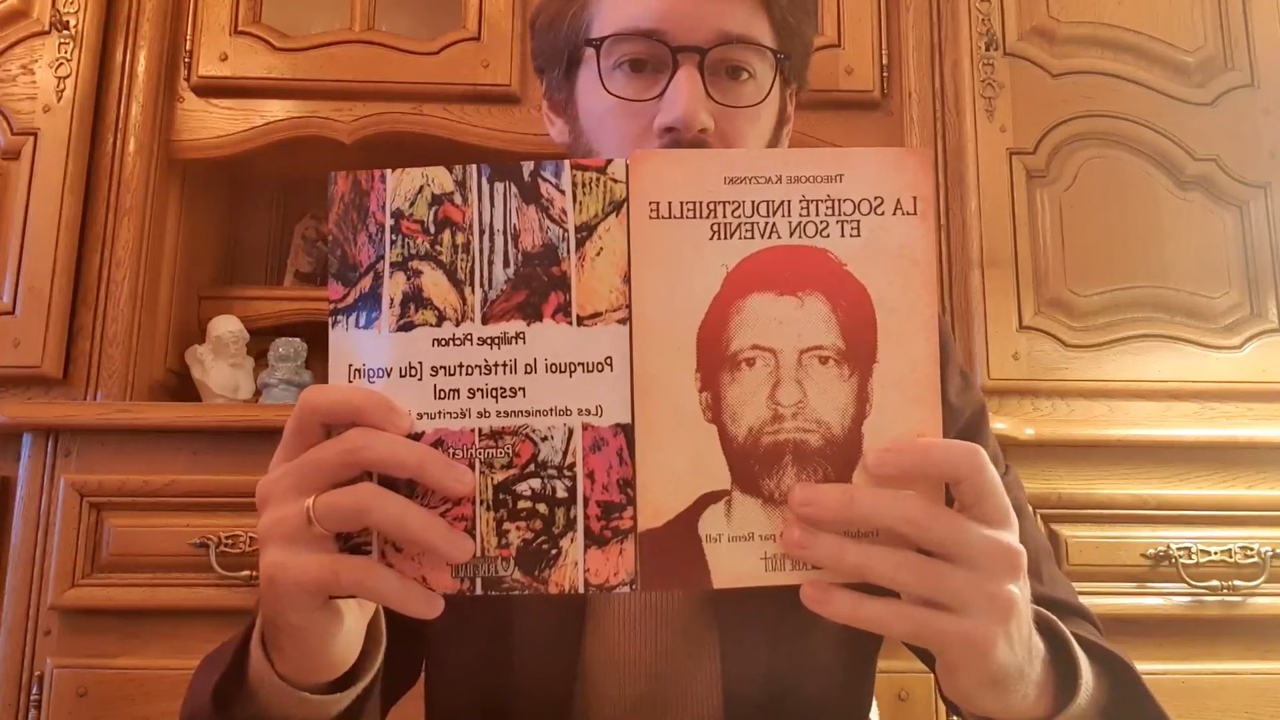 Philippe Pichon
Pourquoi la littérature [du vagin]
respire mal
(Les daltoniennes de l'écriture
Pamphlet
THEODORE KACZYNSKI
LA SOCIÉTÉ INDUSTRIELLE
ET SON AVENIR
par Rémi Tell